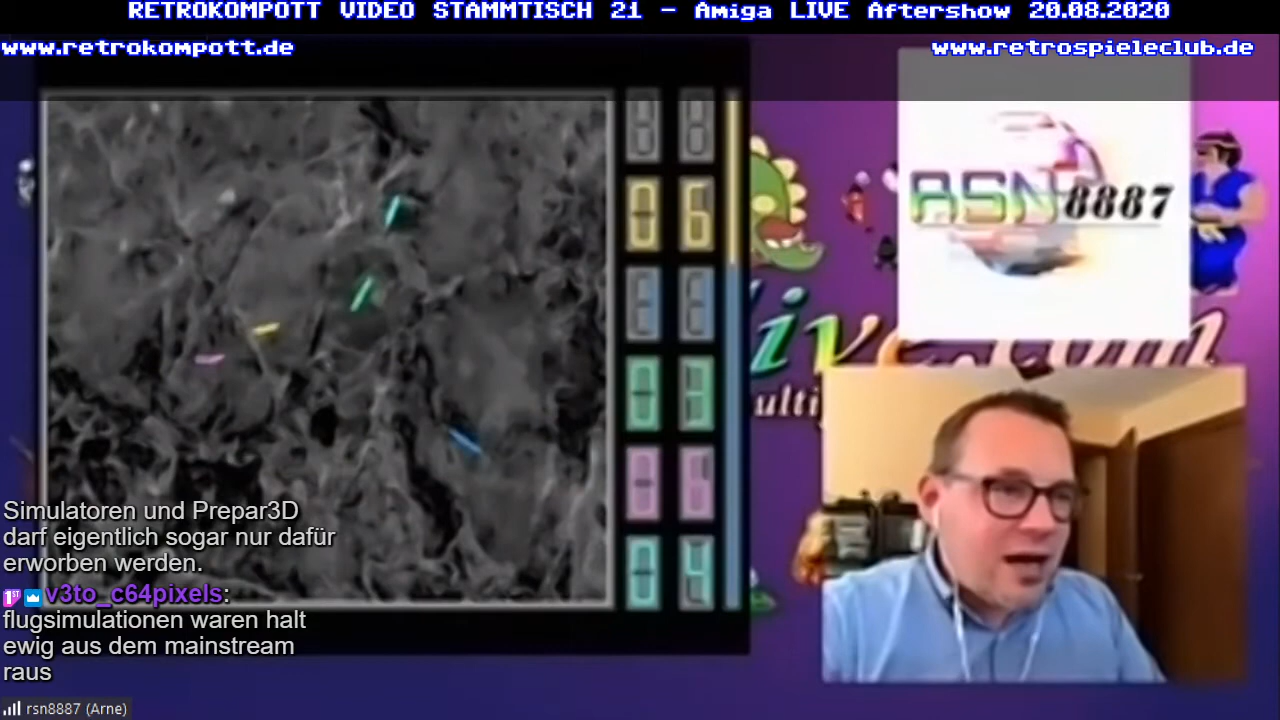 RETROKOMPOTT VIDEO STAMMTISCH 21 - Amiga LIVE Aftershow 20.08.2020
www.retrokompott.de
www.retrospieleclub.de
RSN8887
Simulatoren und Prepar3D
darf eigentlich sogar nur dafür
erworben werden.
v3to_c64pixels:
flugsimulationen waren halt
ewig aus dem mainstream
raus
rsn8887 (Arne)